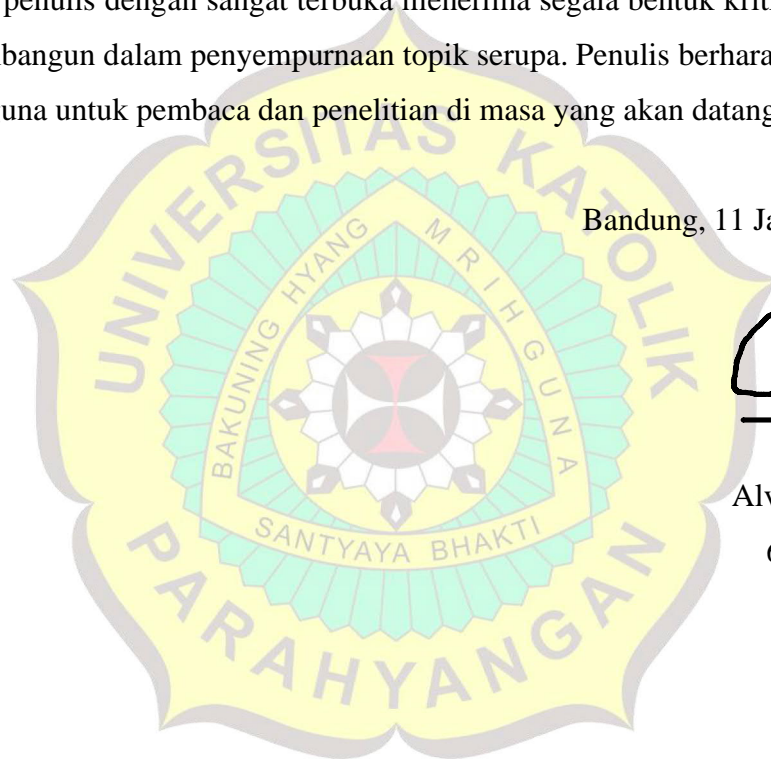 penulis dengan sangat terbuka menerima segala bentuk kriti
bangun dalam penyempurnaan topik serupa. Penulis berhara
una untuk pembaca dan penelitian di masa yang akan datang
Bandung, 11 Ja
Alv
UNIVERSITAS KATOLIK
PARAHYANGAN
BAKUNING HYANG MRIHGUNA
SANTYAYA BHAKTI